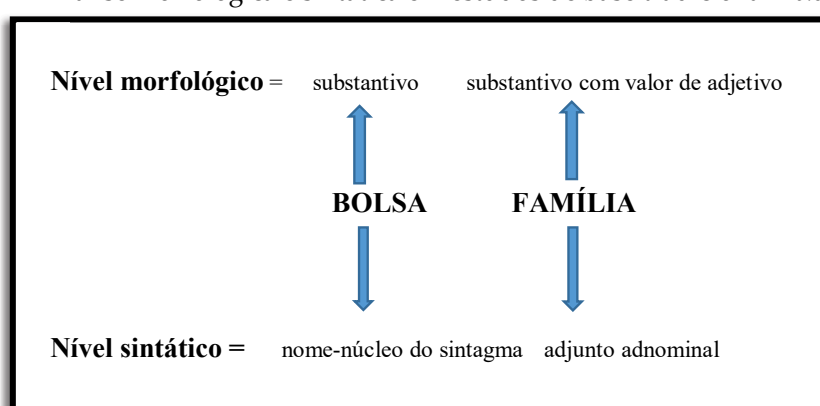 Nível morfológico = substantivo substantivo com valor de adjetivo
BOLSA FAMÍLIA
Nível sintático = nome-núcleo do sintagma adjunto adnominal